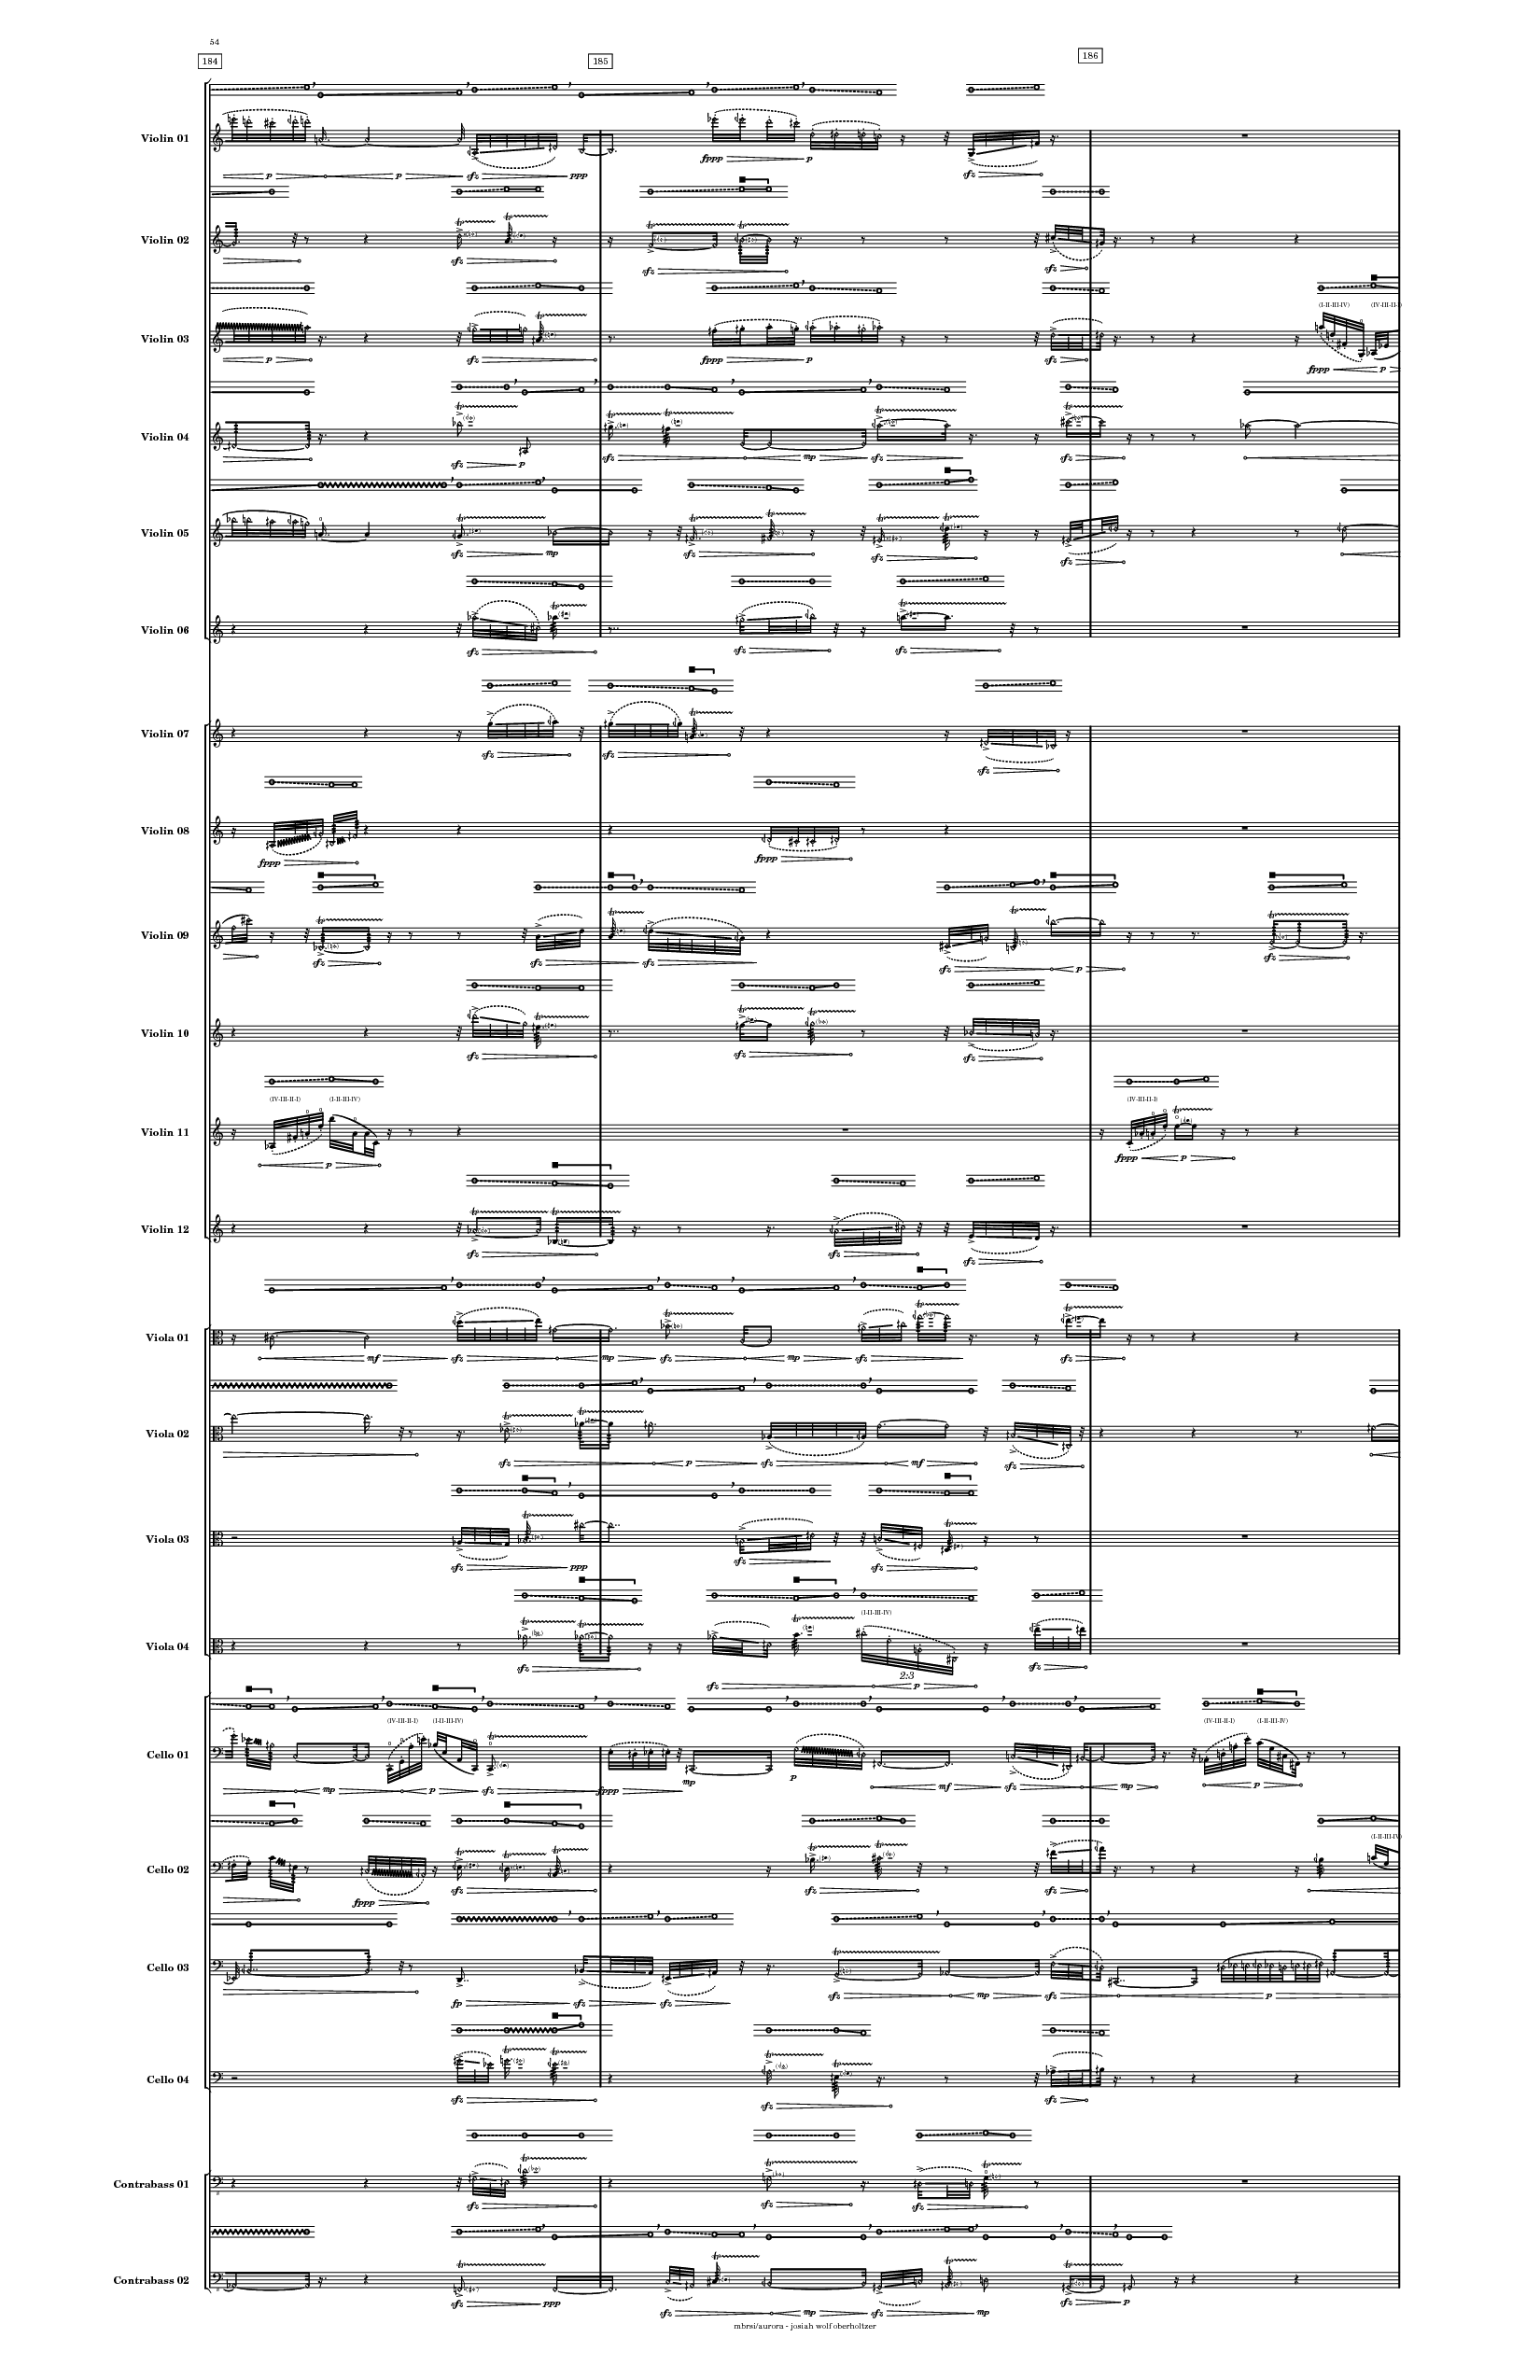 54
184 185 186
Violin 01
p p sfz ppp fppp p sfz
Violin 02
sfz sfz sfz
(I-II-III-IV)
Violin 03
p sfz fppp p sfz fppp p
Violin 04
sfz p sfz mp sfz sfz
Violin 05
sfz mp sfz sfz sfz
Violin 06
sfz sfz sfz
Violin 07
sfz sfz sfz
Violin 08
fppp fppp
Violin 09
sfz sfz sfz sfz p sfz
Violin 10
sfz sfz sfz
(IV-III-II-I) (I-II-III-IV) (IV-III-II-I)
Violin 11
p fppp p
Violin 12
sfz sfz sfz
Viola 01
mf sfz mp sfz mp sfz sfz
Viola 02
sfz p sfz mf sfz
Viola 03
sfz ppp sfz sfz
(I-II-III-IV)
Viola 04
2:3
sfz sfz p sfz
(IV-III-II-I) (I-II-III-IV) (IV-III-II-I) (I-II-III-IV)
Cello 01
mp p sfz fppp mp p mf sfz mp p
(I-II-III-IV)
Cello 02
fppp sfz sfz sfz
Cello 03
fp sfz sfz sfz mp sfz p
Cello 04
sfz sfz sfz
Contrabass 01
sfz sfz sfz
Contrabass 02
sfz ppp sfz mp sfz mp sfz p
mbrsi/aurora - josiah wolf oberholtzer